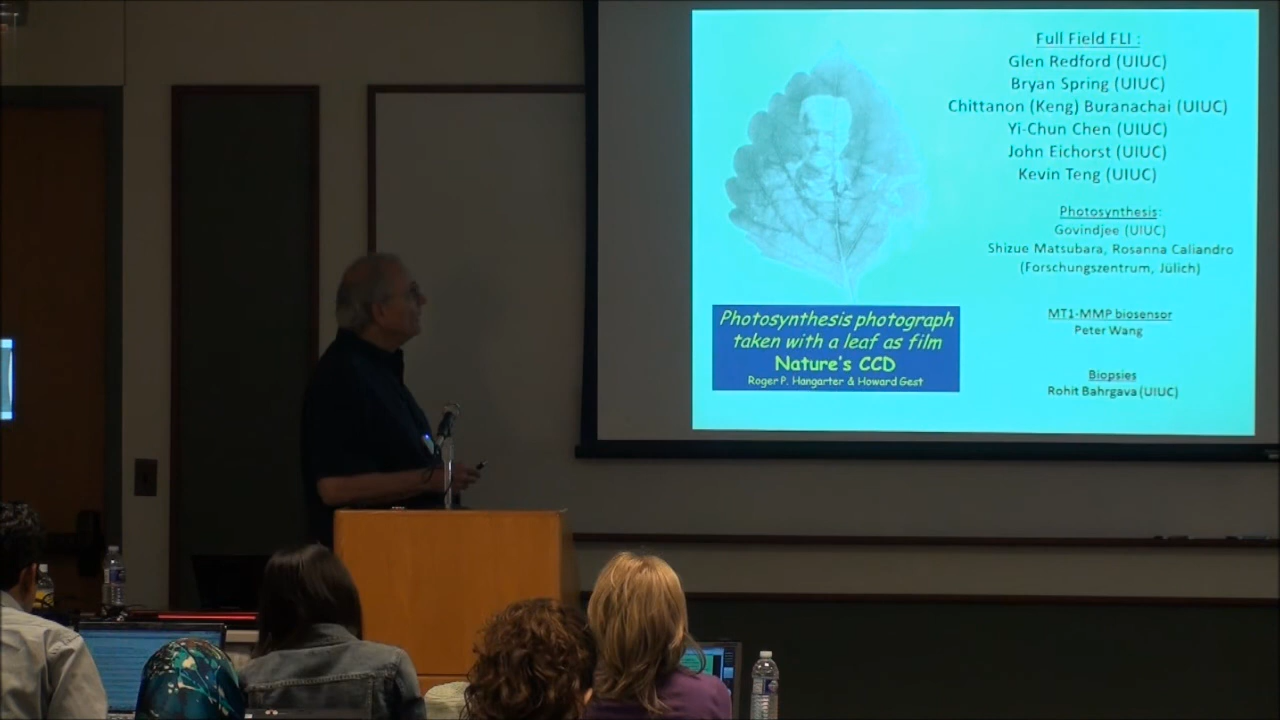 Full Field FLI :
Glen Redford (UIUC)
Bryan Spring (UIUC)
Chittanon (Keng) Buranachai (UIUC)
Yi-Chun Chen (UIUC)
John Eichorst (UIUC)
Kevin Teng (UIUC)
Photosynthesis:
Govindjee (UIUC)
Shizue Matsubara, Rosanna Caliandro
(Forschungszentrum, Jülich)
MT1-MMP biosensor
Peter Wang
Biopsies
Rohit Bahrgava (UIUC)
Photosynthesis photograph
taken with a leaf as film
Nature's CCD
Roger P. Hangarter & Howard Gest